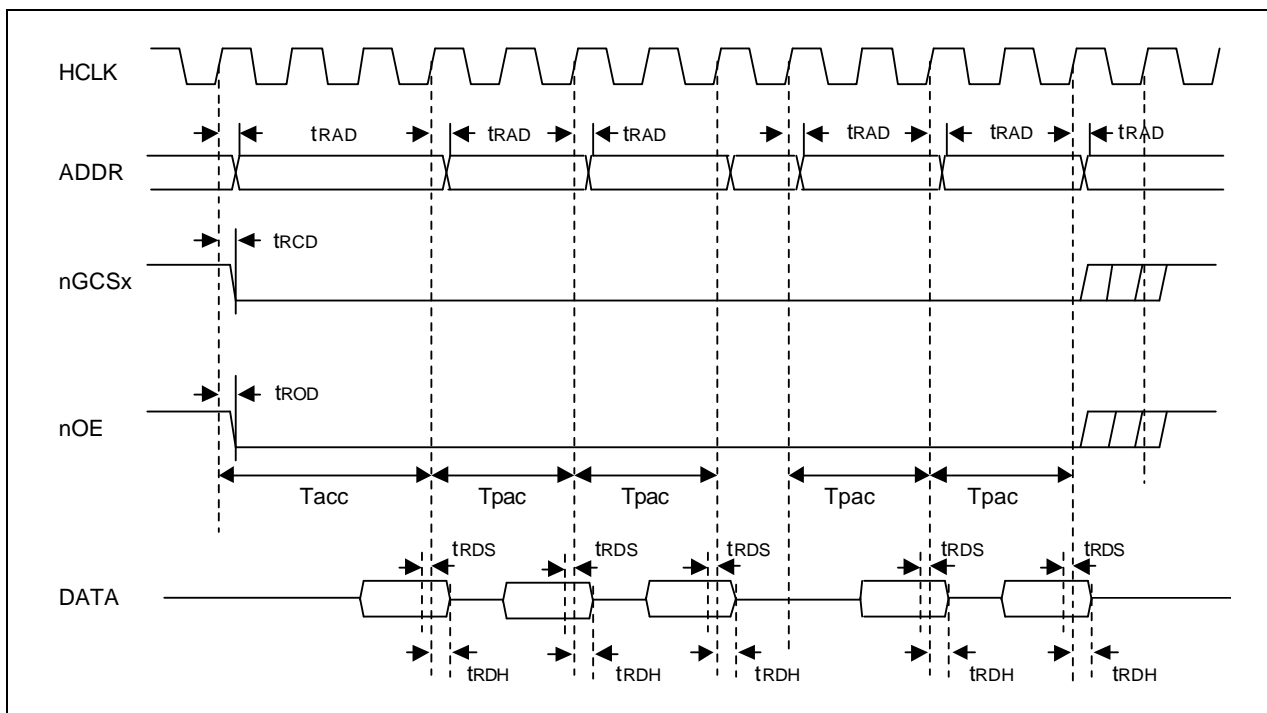 HCLK
tRAD tRAD tRAD tRAD tRAD tRAD
ADDR
tRCD
nGCSx
tROD
nOE
Tacc Tpac Tpac Tpac Tpac
tRDS tRDS tRDS tRDS tRDS
DATA
tRDH tRDH tRDH tRDH tRDH